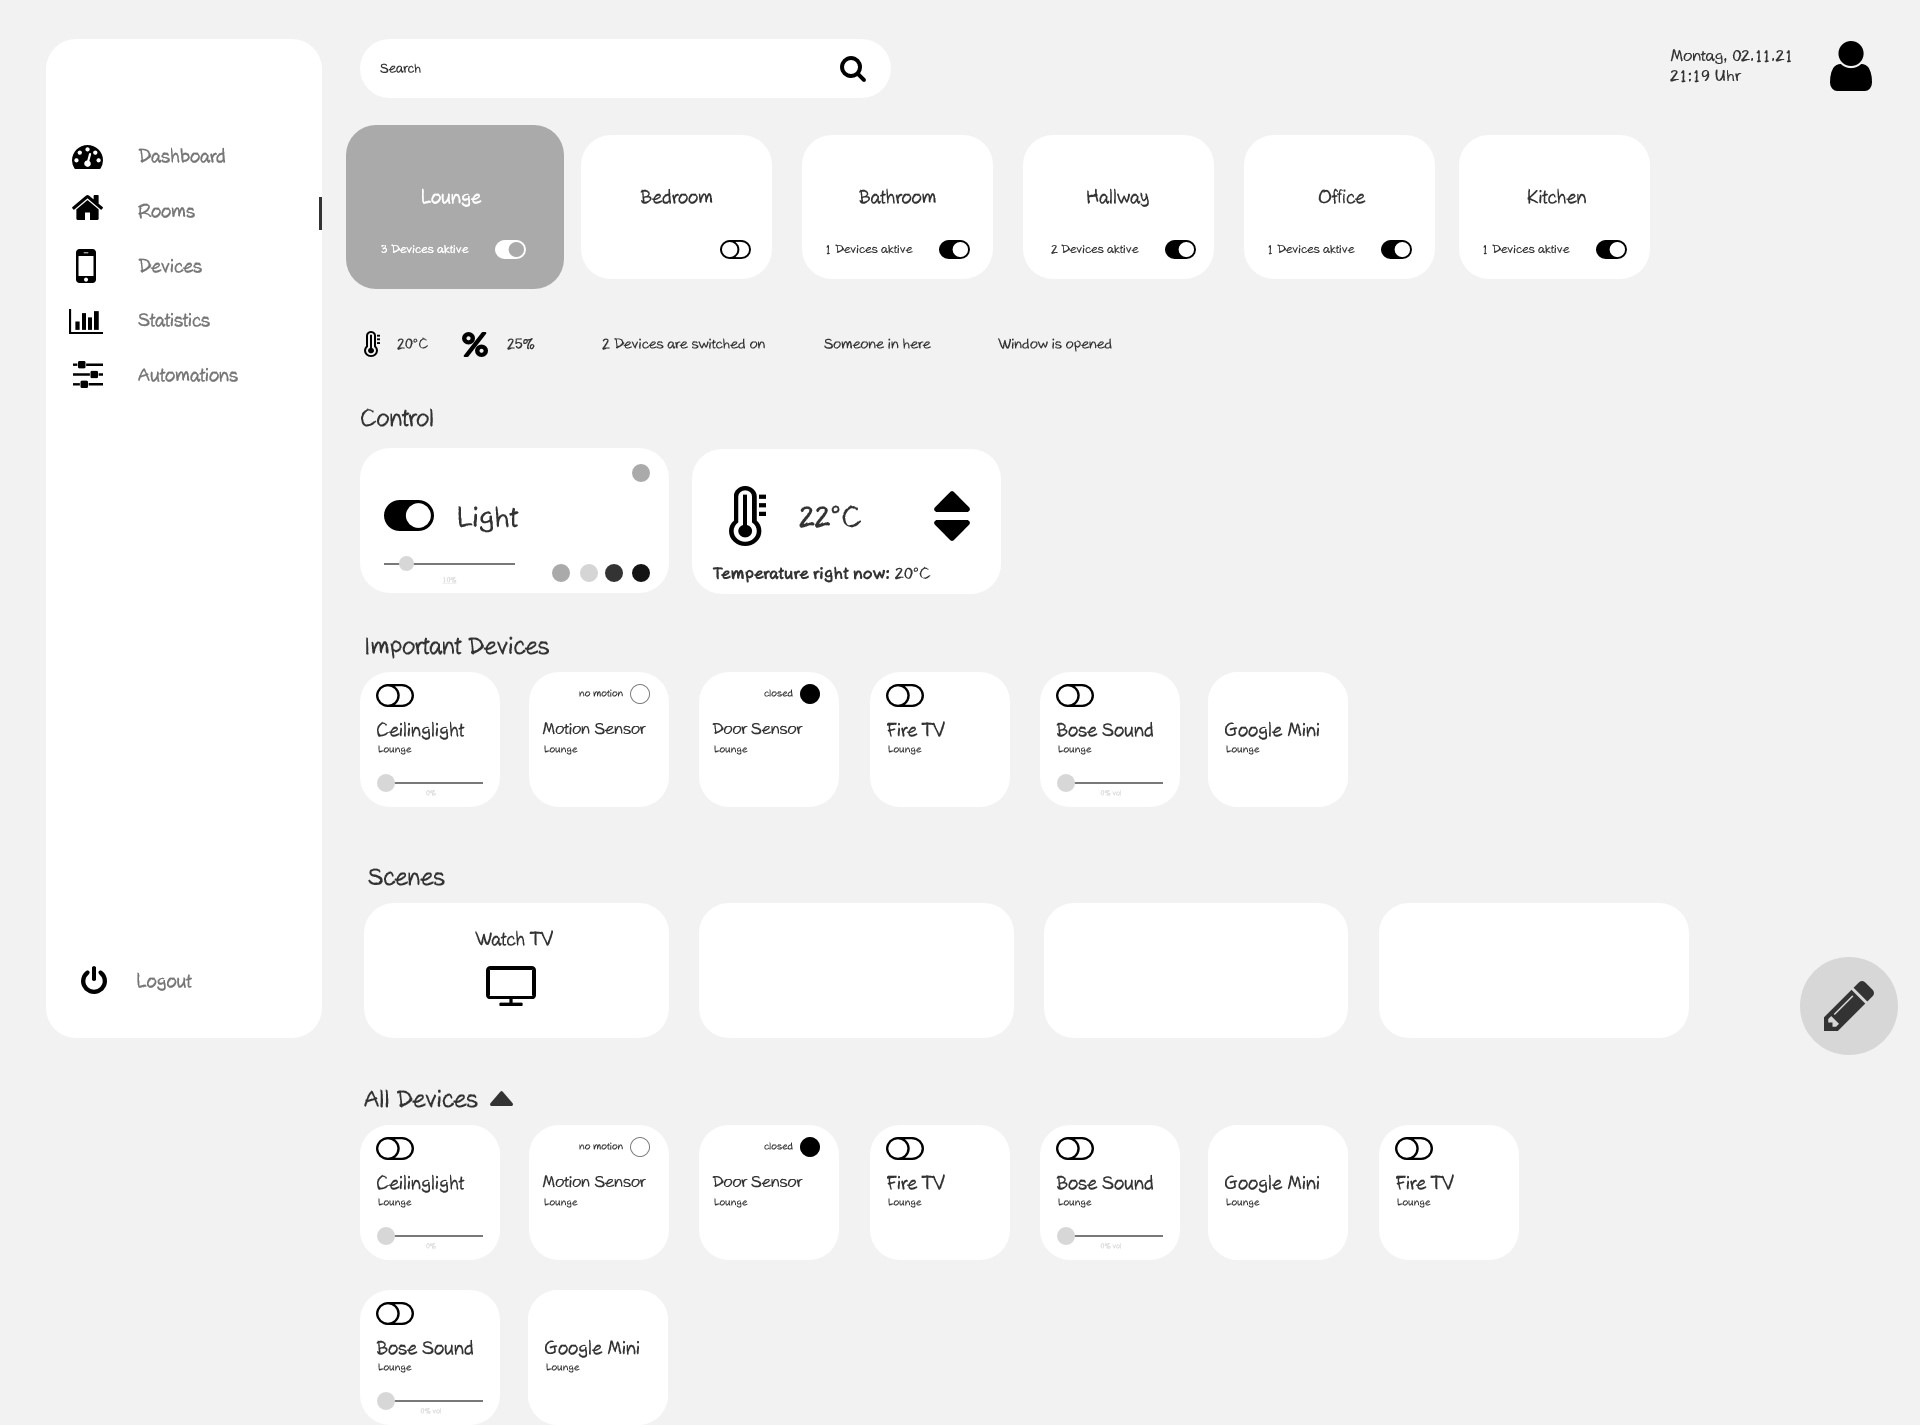 Search
Montag, 02.11.21
21:19 Uhr
Dashboard
Rooms
Devices
Statistics
Automations
Logout
Lounge
3 Devices aktive
Bedroom
Bathroom
1 Devices aktive
Hallway
2 Devices aktive
Office
1 Devices aktive
Kitchen
1 Devices aktive
20°C
25%
2 Devices are switched on
Someone in here
Window is opened
Control
Light
19%
22°C
Temperature right now: 20°C
Important Devices
Ceilinglight
Lounge
0%
no motion
Motion Sensor
Lounge
closed
Door Sensor
Lounge
Fire TV
Lounge
Bose Sound
Lounge
0% vol
Google Mini
Lounge
Scenes
Watch TV
All Devices
Ceilinglight
Lounge
0%
no motion
Motion Sensor
Lounge
closed
Door Sensor
Lounge
Fire TV
Lounge
Bose Sound
Lounge
0% vol
Google Mini
Lounge
Fire TV
Lounge
Bose Sound
Lounge
0% vol
Google Mini
Lounge